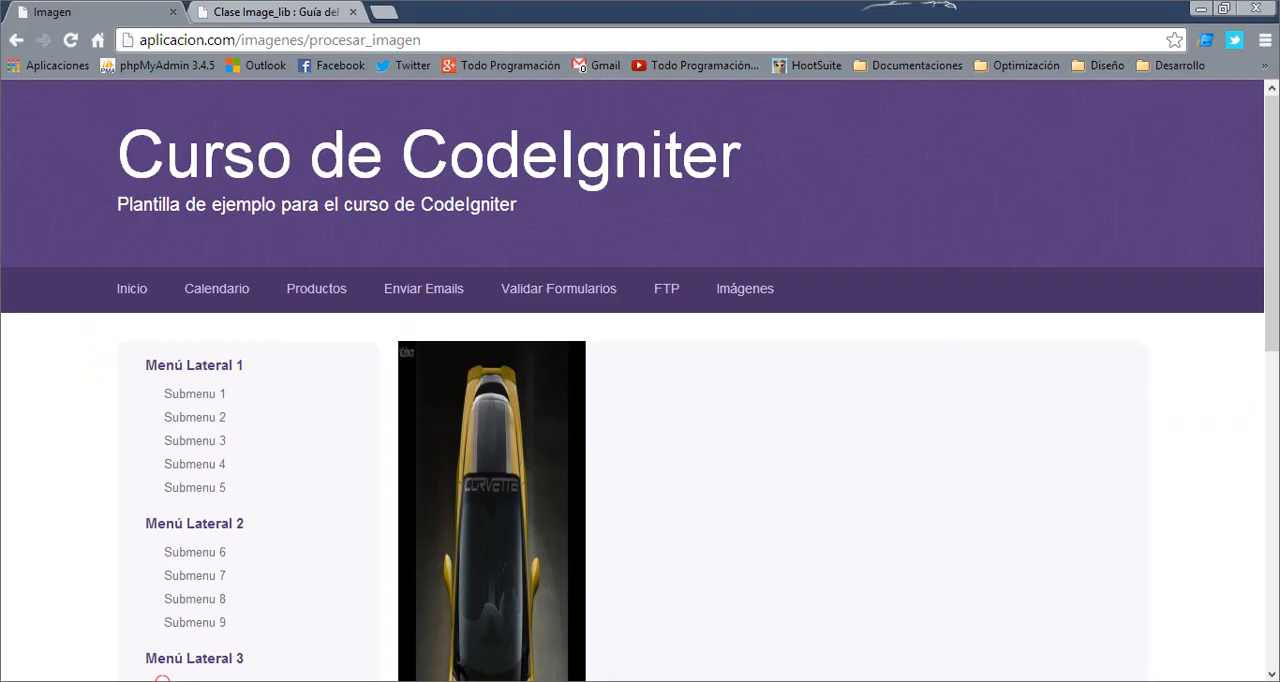 Imagen
Clase Image_lib : Guía del
aplicacion.com/imagenes/procesar_imagen
Aplicaciones phpMyAdmin 3.4.5 Outlook Facebook Twitter Todo Programación Gmail Todo Programación... HootSuite Documentaciones Optimización Diseño Desarrollo »
Curso de CodeIgniter
Plantilla de ejemplo para el curso de CodeIgniter
Inicio Calendario Productos Enviar Emails Validar Formularios FTP Imágenes
Menú Lateral 1
Submenu 1
Submenu 2
Submenu 3
Submenu 4
Submenu 5
Menú Lateral 2
Submenu 6
Submenu 7
Submenu 8
Submenu 9
Menú Lateral 3
CORVETTE